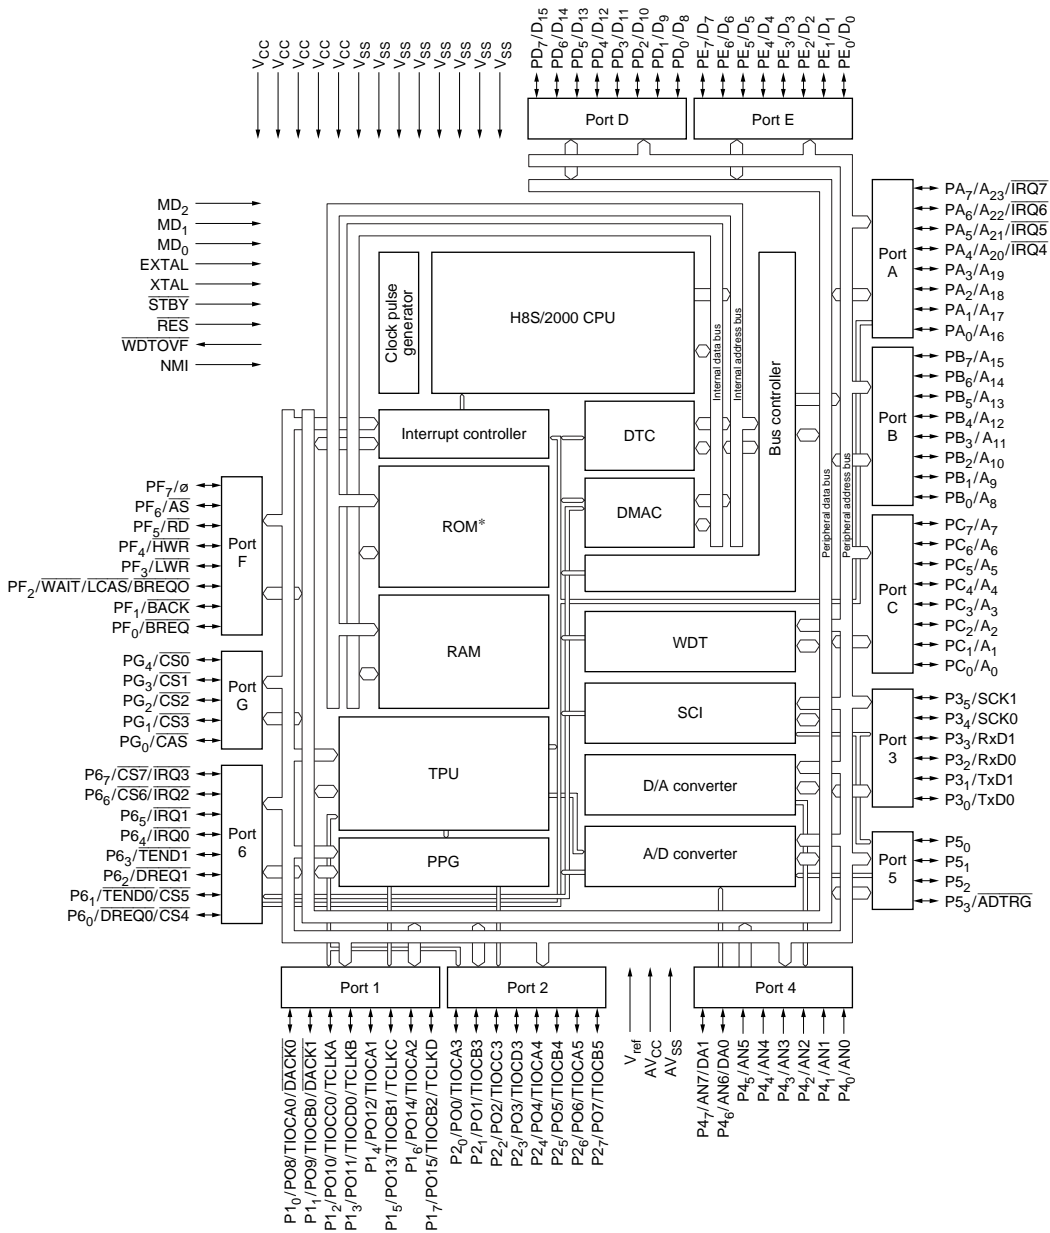 VCC VCC VCC VCC VCC VSS VSS VSS VSS VSS VSS VSS VSS
PD7/D15
PD6/D14
PD5/D13
PD4/D12
PD3/D11
PD2/D10
PD1/D9
PD0/D8
PE7/D7
PE6/D6
PE5/D5
PE4/D4
PE3/D3
PE2/D2
PE1/D1
PE0/D0
Port D
Port E
MD2
MD1
MD0
EXTAL
XTAL
STBY
RES
WDTOVF
NMI
Clock pulse
generator
H8S/2000 CPU
Internal data bus
Internal address bus
Bus controller
Interrupt controller
DTC
ROM*
DMAC
RAM
WDT
SCI
TPU
D/A converter
PPG
A/D converter
Peripheral data bus
Peripheral address bus
Port
A
PA7/A23/IRQ7
PA6/A22/IRQ6
PA5/A21/IRQ5
PA4/A20/IRQ4
PA3/A19
PA2/A18
PA1/A17
PA0/A16
Port
B
PB7/A15
PB6/A14
PB5/A13
PB4/A12
PB3/A11
PB2/A10
PB1/A9
PB0/A8
Port
C
PC7/A7
PC6/A6
PC5/A5
PC4/A4
PC3/A3
PC2/A2
PC1/A1
PC0/A0
Port
3
P35/SCK1
P34/SCK0
P33/RxD1
P32/RxD0
P31/TxD1
P30/TxD0
Port
5
P50
P51
P52
P53/ADTRG
PF7/ø
PF6/AS
PF5/RD
PF4/HWR
PF3/LWR
PF2/WAIT/LCAS/BREQO
PF1/BACK
PF0/BREQ
Port
F
PG4/CS0
PG3/CS1
PG2/CS2
PG1/CS3
PG0/CAS
Port
G
P67/CS7/IRQ3
P66/CS6/IRQ2
P65/IRQ1
P64/IRQ0
P63/TEND1
P62/DREQ1
P61/TEND0/CS5
P60/DREQ0/CS4
Port
6
Port 1
Port 2
Port 4
P10/PO8/TIOCA0/DACK0
P11/PO9/TIOCB0/DACK1
P12/PO10/TIOCC0/TCLKA
P13/PO11/TIOCD0/TCLKB
P14/PO12/TIOCA1
P15/PO13/TIOCB1/TCLKC
P16/PO14/TIOCA2
P17/PO15/TIOCB2/TCLKD
P20/PO0/TIOCA3
P21/PO1/TIOCB3
P22/PO2/TIOCC3
P23/PO3/TIOCD3
P24/PO4/TIOCA4
P25/PO5/TIOCB4
P26/PO6/TIOCA5
P27/PO7/TIOCB5
Vref
AVCC
AVSS
P47/AN7/DA1
P46/AN6/DA0
P45/AN5
P44/AN4
P43/AN3
P42/AN2
P41/AN1
P40/AN0